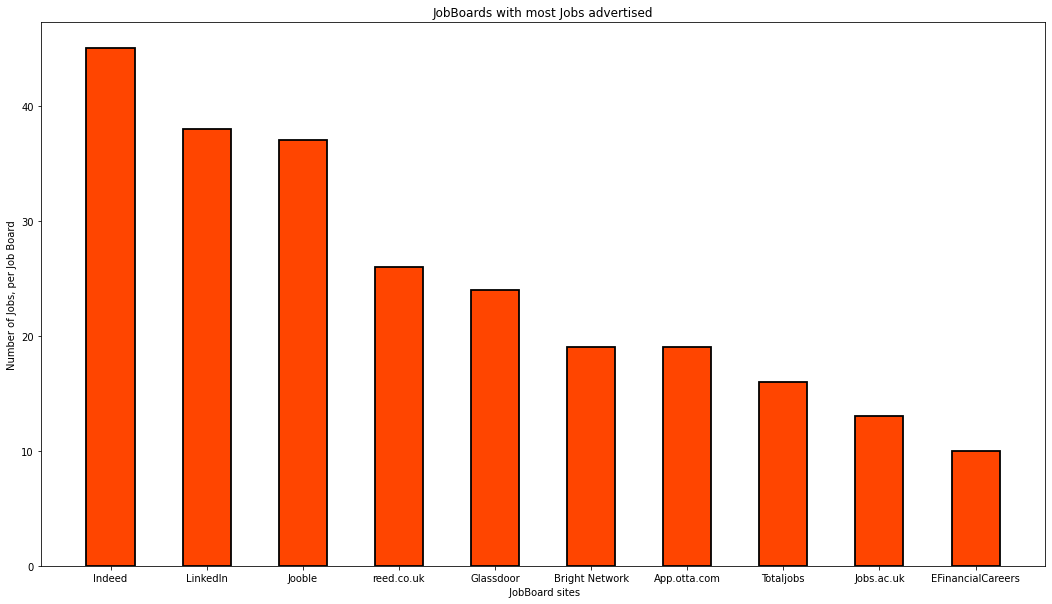 JobBoards with most Jobs advertised
Number of Jobs, per Job Board
40
30
20
10
0
Indeed LinkedIn Jooble reed.co.uk Glassdoor Bright Network App.otta.com Totaljobs Jobs.ac.uk EFinancialCareers
JobBoard sites